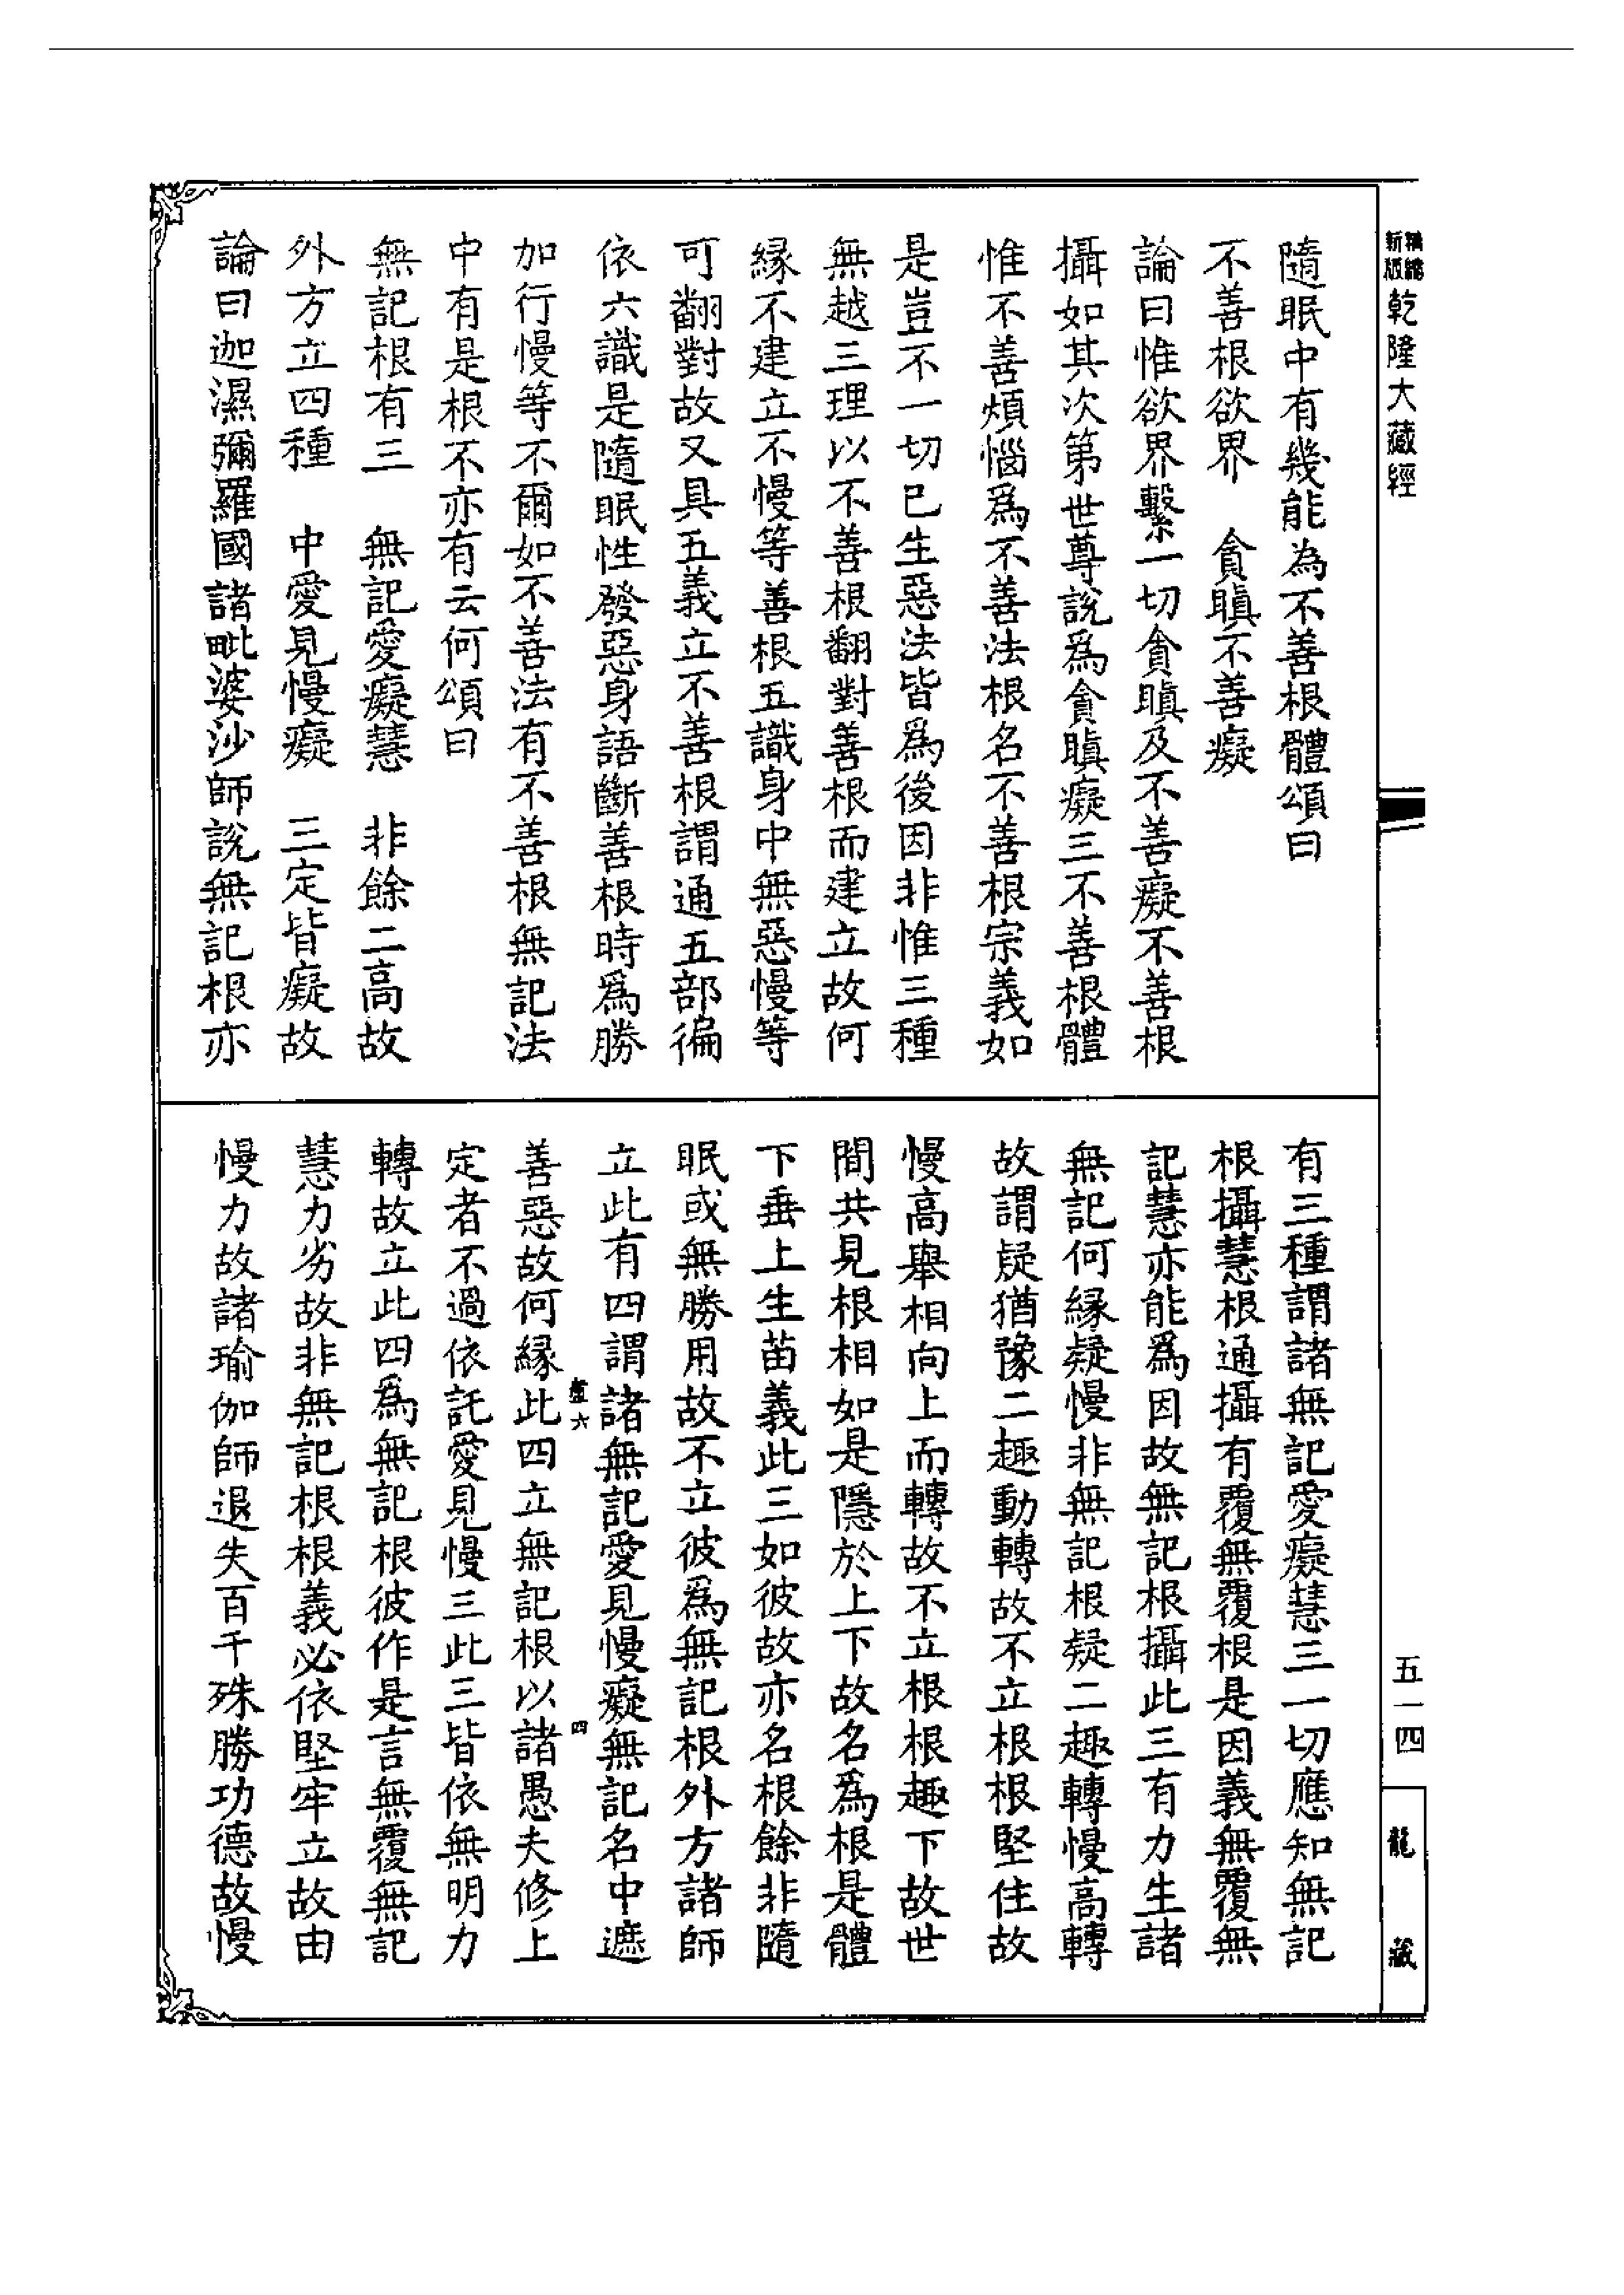 精縮新版乾隆大藏經
隨眠中有幾能為不善根體頌曰
不善根欲界　貪瞋不善癡
論曰惟欲界繫一切貪瞋及不善癡不善根
攝如其次第世尊說爲貪瞋癡三不善根體
惟不善煩惱爲不善法根名不善根宗義如
是豈不一切已生惡法皆爲後因非惟三種
無越三理以不善根翻對善根而建立故何
緣不建立不慢等善根五識身中無惡慢等
可翻對故又具五義立不善根謂通五部徧
依六識是隨眠性發惡身語斷善根時爲勝
加行慢等不爾如不善法有不善根無記法
中有是根不亦有云何頌曰
無記根有三　無記愛癡慧　非餘二高故
外方立四種　中愛見慢癡　三定皆癡故
論曰迦濕彌羅國諸毗婆沙師說無記根亦
有三種謂諸無記愛癡慧三一切應知無記
根攝慧根通攝有覆無覆根是因義無覆無
記慧亦能爲因故無記根攝此三有力生諸
無記何緣疑慢非無記根疑二趣轉慢高轉
故謂疑猶豫二趣動轉故不立根根堅住故
慢高舉相向上而轉故不立根根趣下故世
間共見根相如是隱於上下故名爲根是體
下垂上生苗義此三如彼故亦名根餘非隨
眠或無勝用故不立彼爲無記根外方諸師
立此有四謂諸無記愛見慢癡無記名中遮
善惡故何緣此四立無記根以諸愚夫修上
定者不過依託愛見慢三此三皆依無明力
轉故立此四爲無記根彼作是言無覆無記
慧力劣故非無記根根義必依堅牢立故由
慢力故諸瑜伽師退失百千殊勝功德故慢
六
四
五一四
龍藏